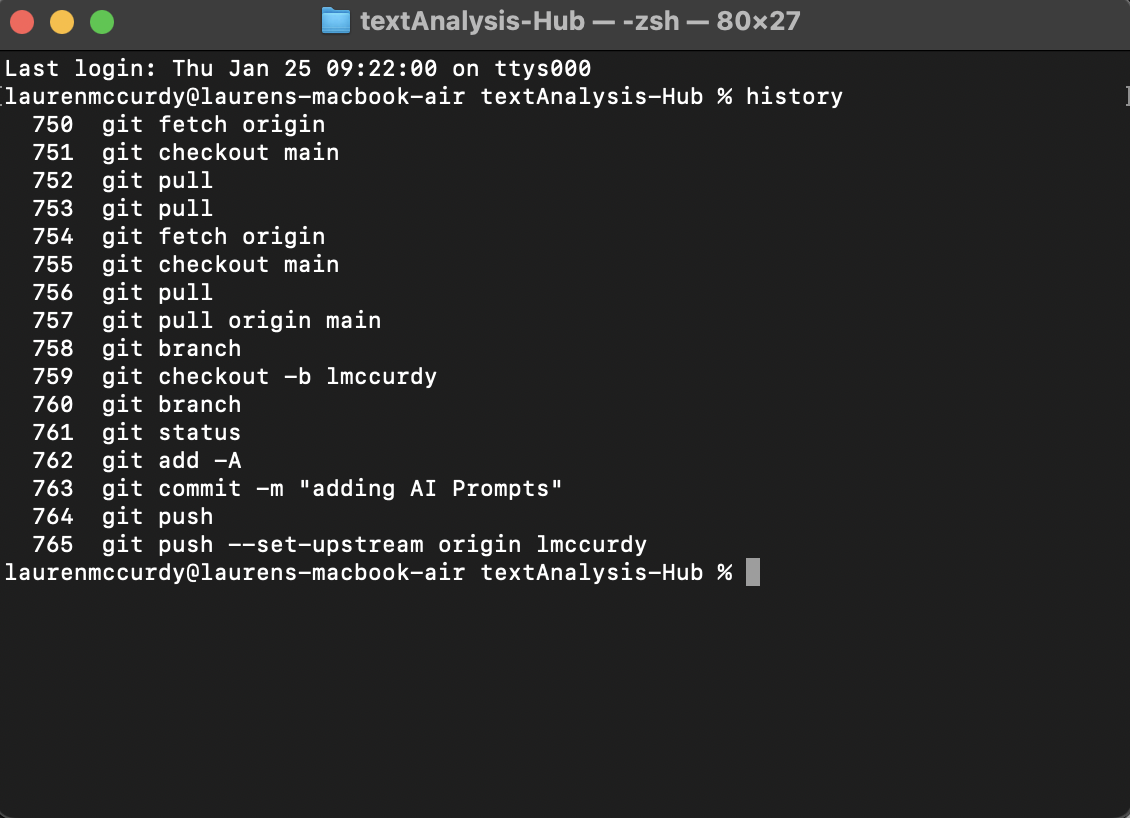 textAnalysis-Hub — -zsh — 80×27
Last login: Thu Jan 25 09:22:00 on ttys000
[laurenmccurdy@laurens-macbook-air textAnalysis-Hub % history ]
750 git fetch origin
751 git checkout main
752 git pull
753 git pull
754 git fetch origin
755 git checkout main
756 git pull
757 git pull origin main
758 git branch
759 git checkout -b lmccurdy
760 git branch
761 git status
762 git add -A
763 git commit -m "adding AI Prompts"
764 git push
765 git push --set-upstream origin lmccurdy
laurenmccurdy@laurens-macbook-air textAnalysis-Hub %